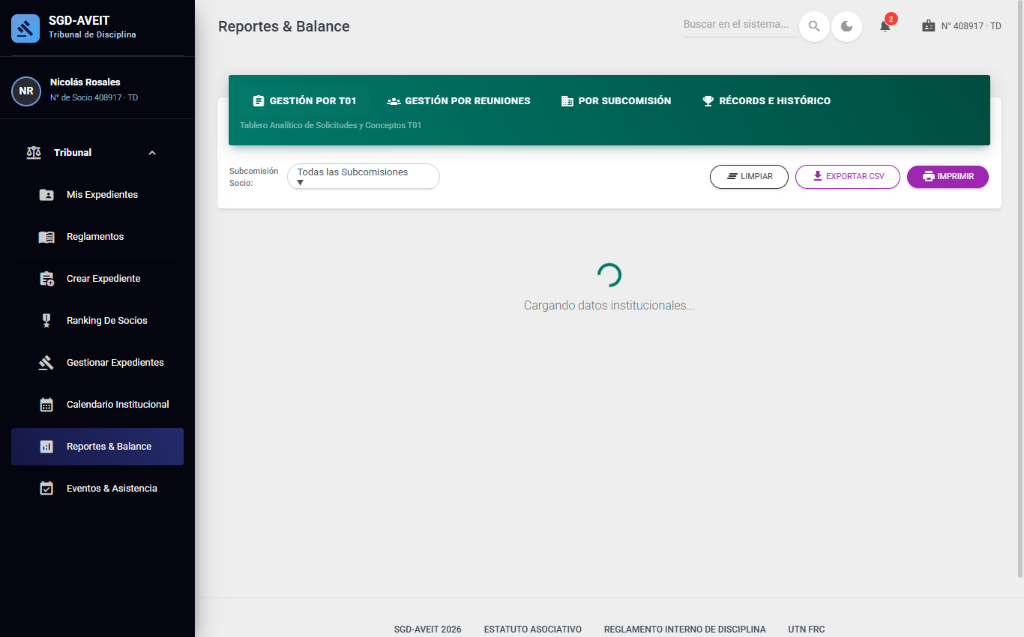 SGD-AVEIT
Tribunal de Disciplina
NR
Nicolás Rosales
N° de Socio 408917 · TD
Tribunal
Mis Expedientes
Reglamentos
Crear Expediente
Ranking De Socios
Gestionar Expedientes
Calendario Institucional
Reportes & Balance
Eventos & Asistencia
Reportes & Balance
Buscar en el sistema...
2
N° 408917 · TD
GESTIÓN POR T01
GESTIÓN POR REUNIONES
POR SUBCOMISIÓN
RÉCORDS E HISTÓRICO
Tablero Analítico de Solicitudes y Conceptos T01
Subcomisión
Socio:
Todas las Subcomisiones
▼
LIMPIAR
EXPORTAR CSV
IMPRIMIR
Cargando datos institucionales...
SGD-AVEIT 2026
ESTATUTO ASOCIATIVO
REGLAMENTO INTERNO DE DISCIPLINA
UTN FRC